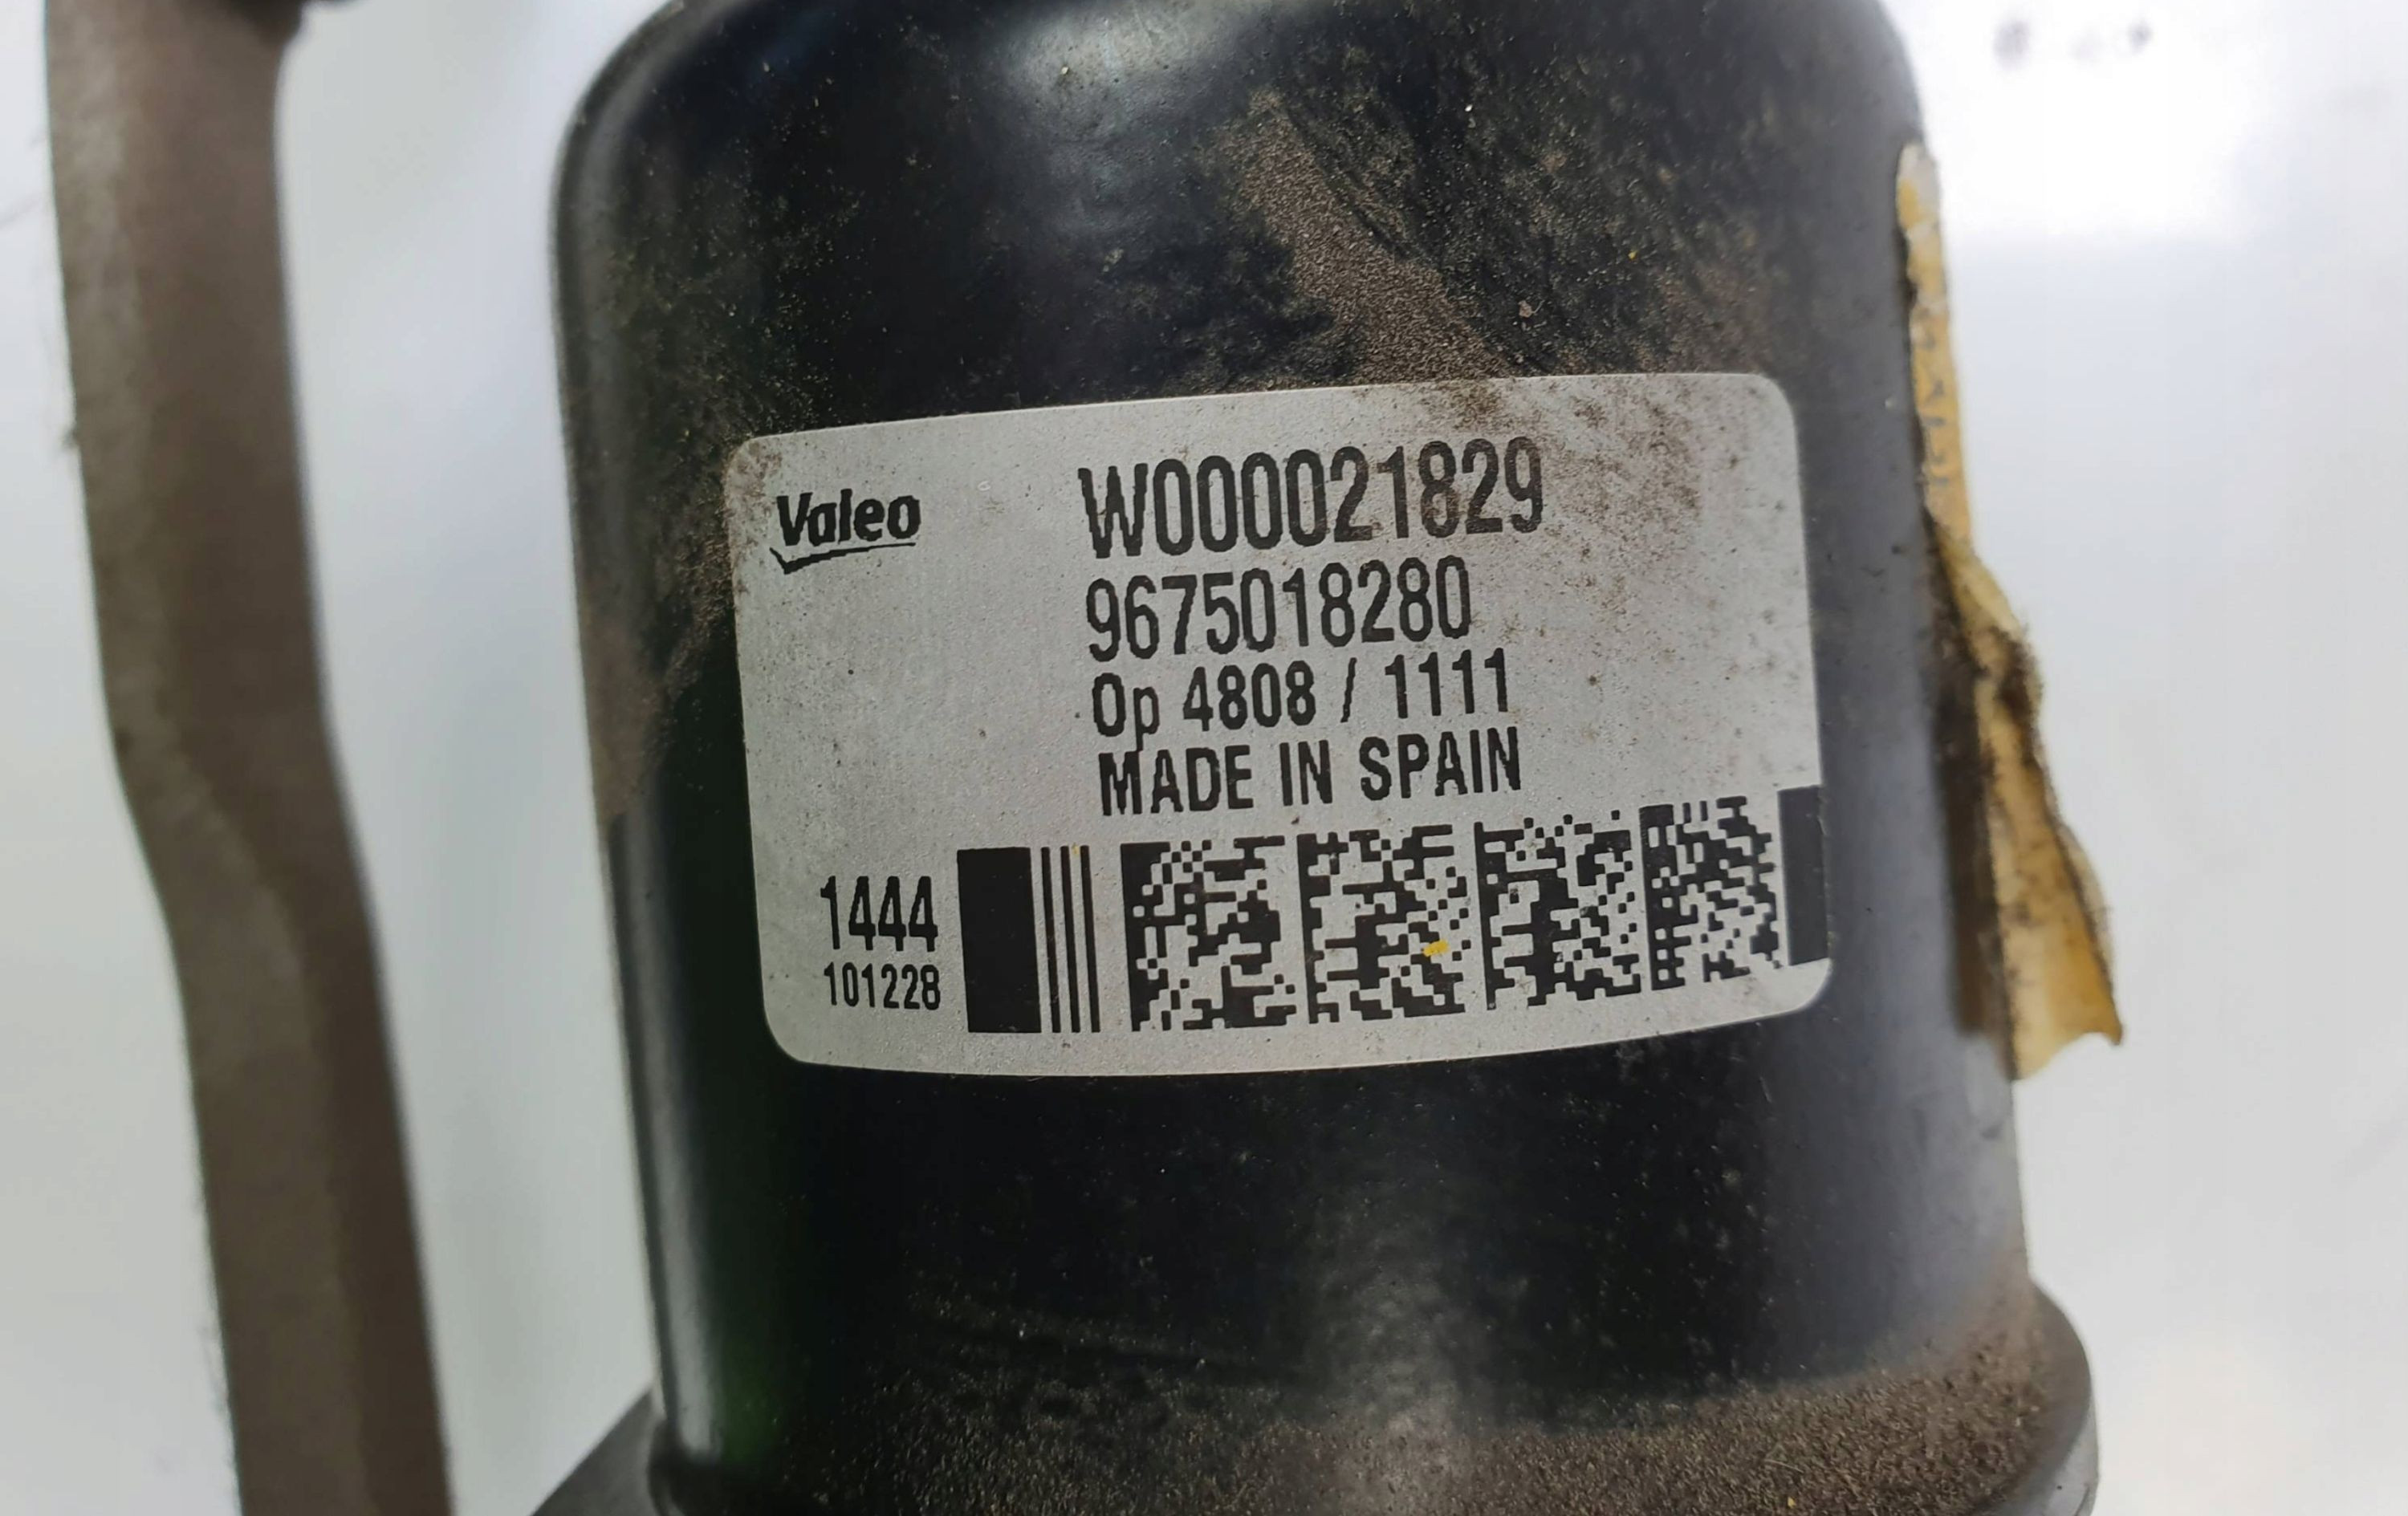 Valeo
W000021829
9675018280
Op 4808 / 1111
MADE IN SPAIN
1444
101228